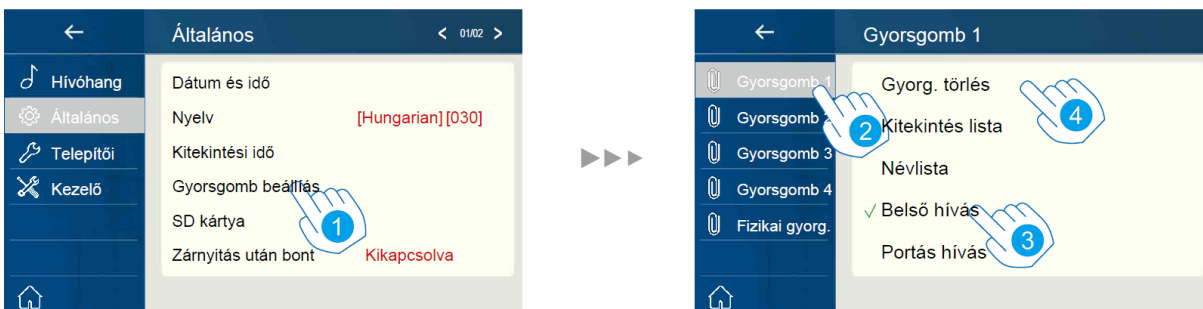 Általános
< 01/02 >
Hívóhang
Általános
Telepítői
Kezelő
Dátum és idő
Nyelv [Hungarian] [030]
Kitekintési idő
Gyorsgomb beállíás
SD kártya
Zárnyitás után bont Kikapcsolva
1
Gyorsgomb 1
Gyorsgomb 1
Gyorsgomb 2
Gyorsgomb 3
Gyorsgomb 4
Fizikai gyorg.
Gyorg. törlés
Kitekintés lista
Névlista
✓ Belső hívás
Portás hívás
2
4
3